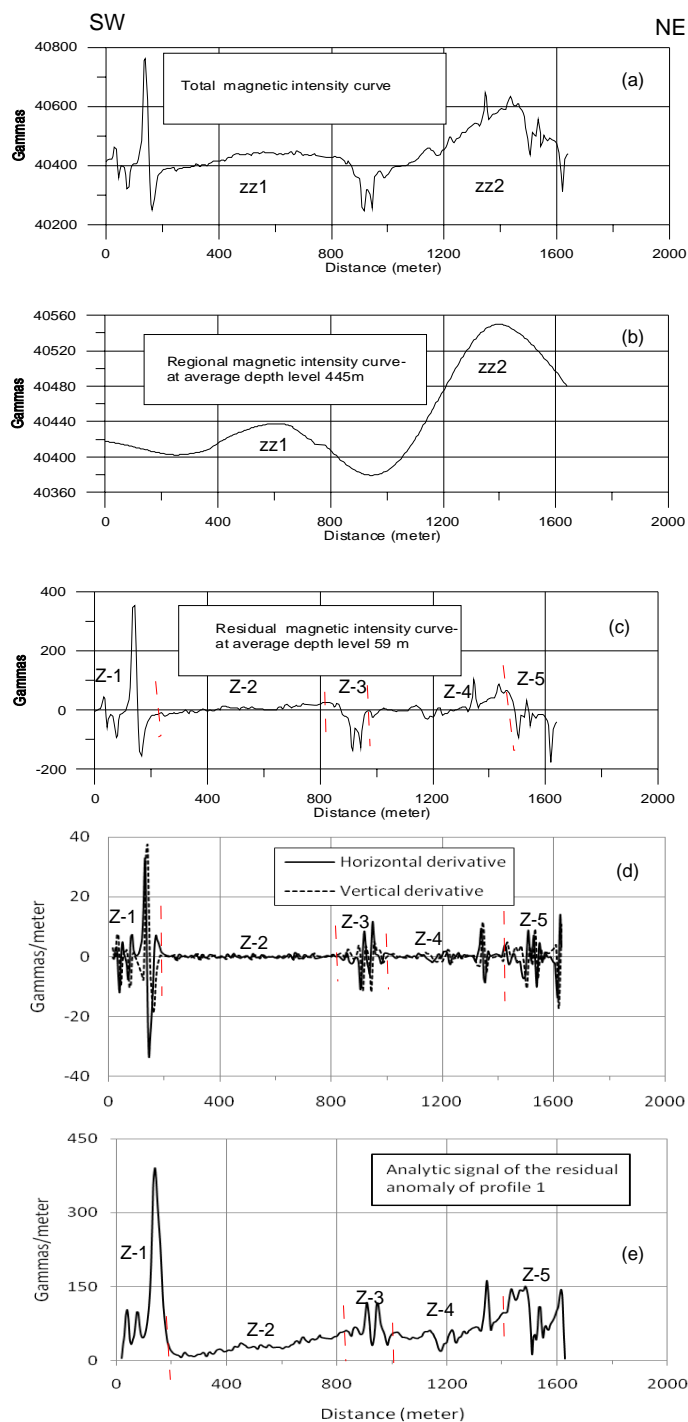 SW NE
40800
Total magnetic intensity curve
(a)
40600
Gammas
40400
zz1
zz2
40200
0 400 800 1200 1600 2000
Distance (meter)
40560
(b)
40520
Regional magnetic intensity curve-
at average depth level 445m
zz2
40480
Gammas
40440
zz1
40400
40360
0 400 800 1200 1600 2000
Distance (meter)
400
(c)
Residual magnetic intensity curve-
at average depth level 59 m
200
Gammas
Z-1 Z-2 Z-3 Z-4 Z-5
0
-200
0 400 800 1200 1600 2000
Distance (meter)
40
Horizontal derivative
Vertical derivative
(d)
20
Gammas/meter
Z-1 Z-2 Z-3 Z-4 Z-5
0
-20
-40
0 400 800 1200 1600 2000
450
Analytic signal of the residual
anomaly of profile 1
300
Gammas/meter
Z-1 Z-2 Z-3 Z-4 Z-5
(e)
150
0
0 400 800 1200 1600 2000
Distance (meter)